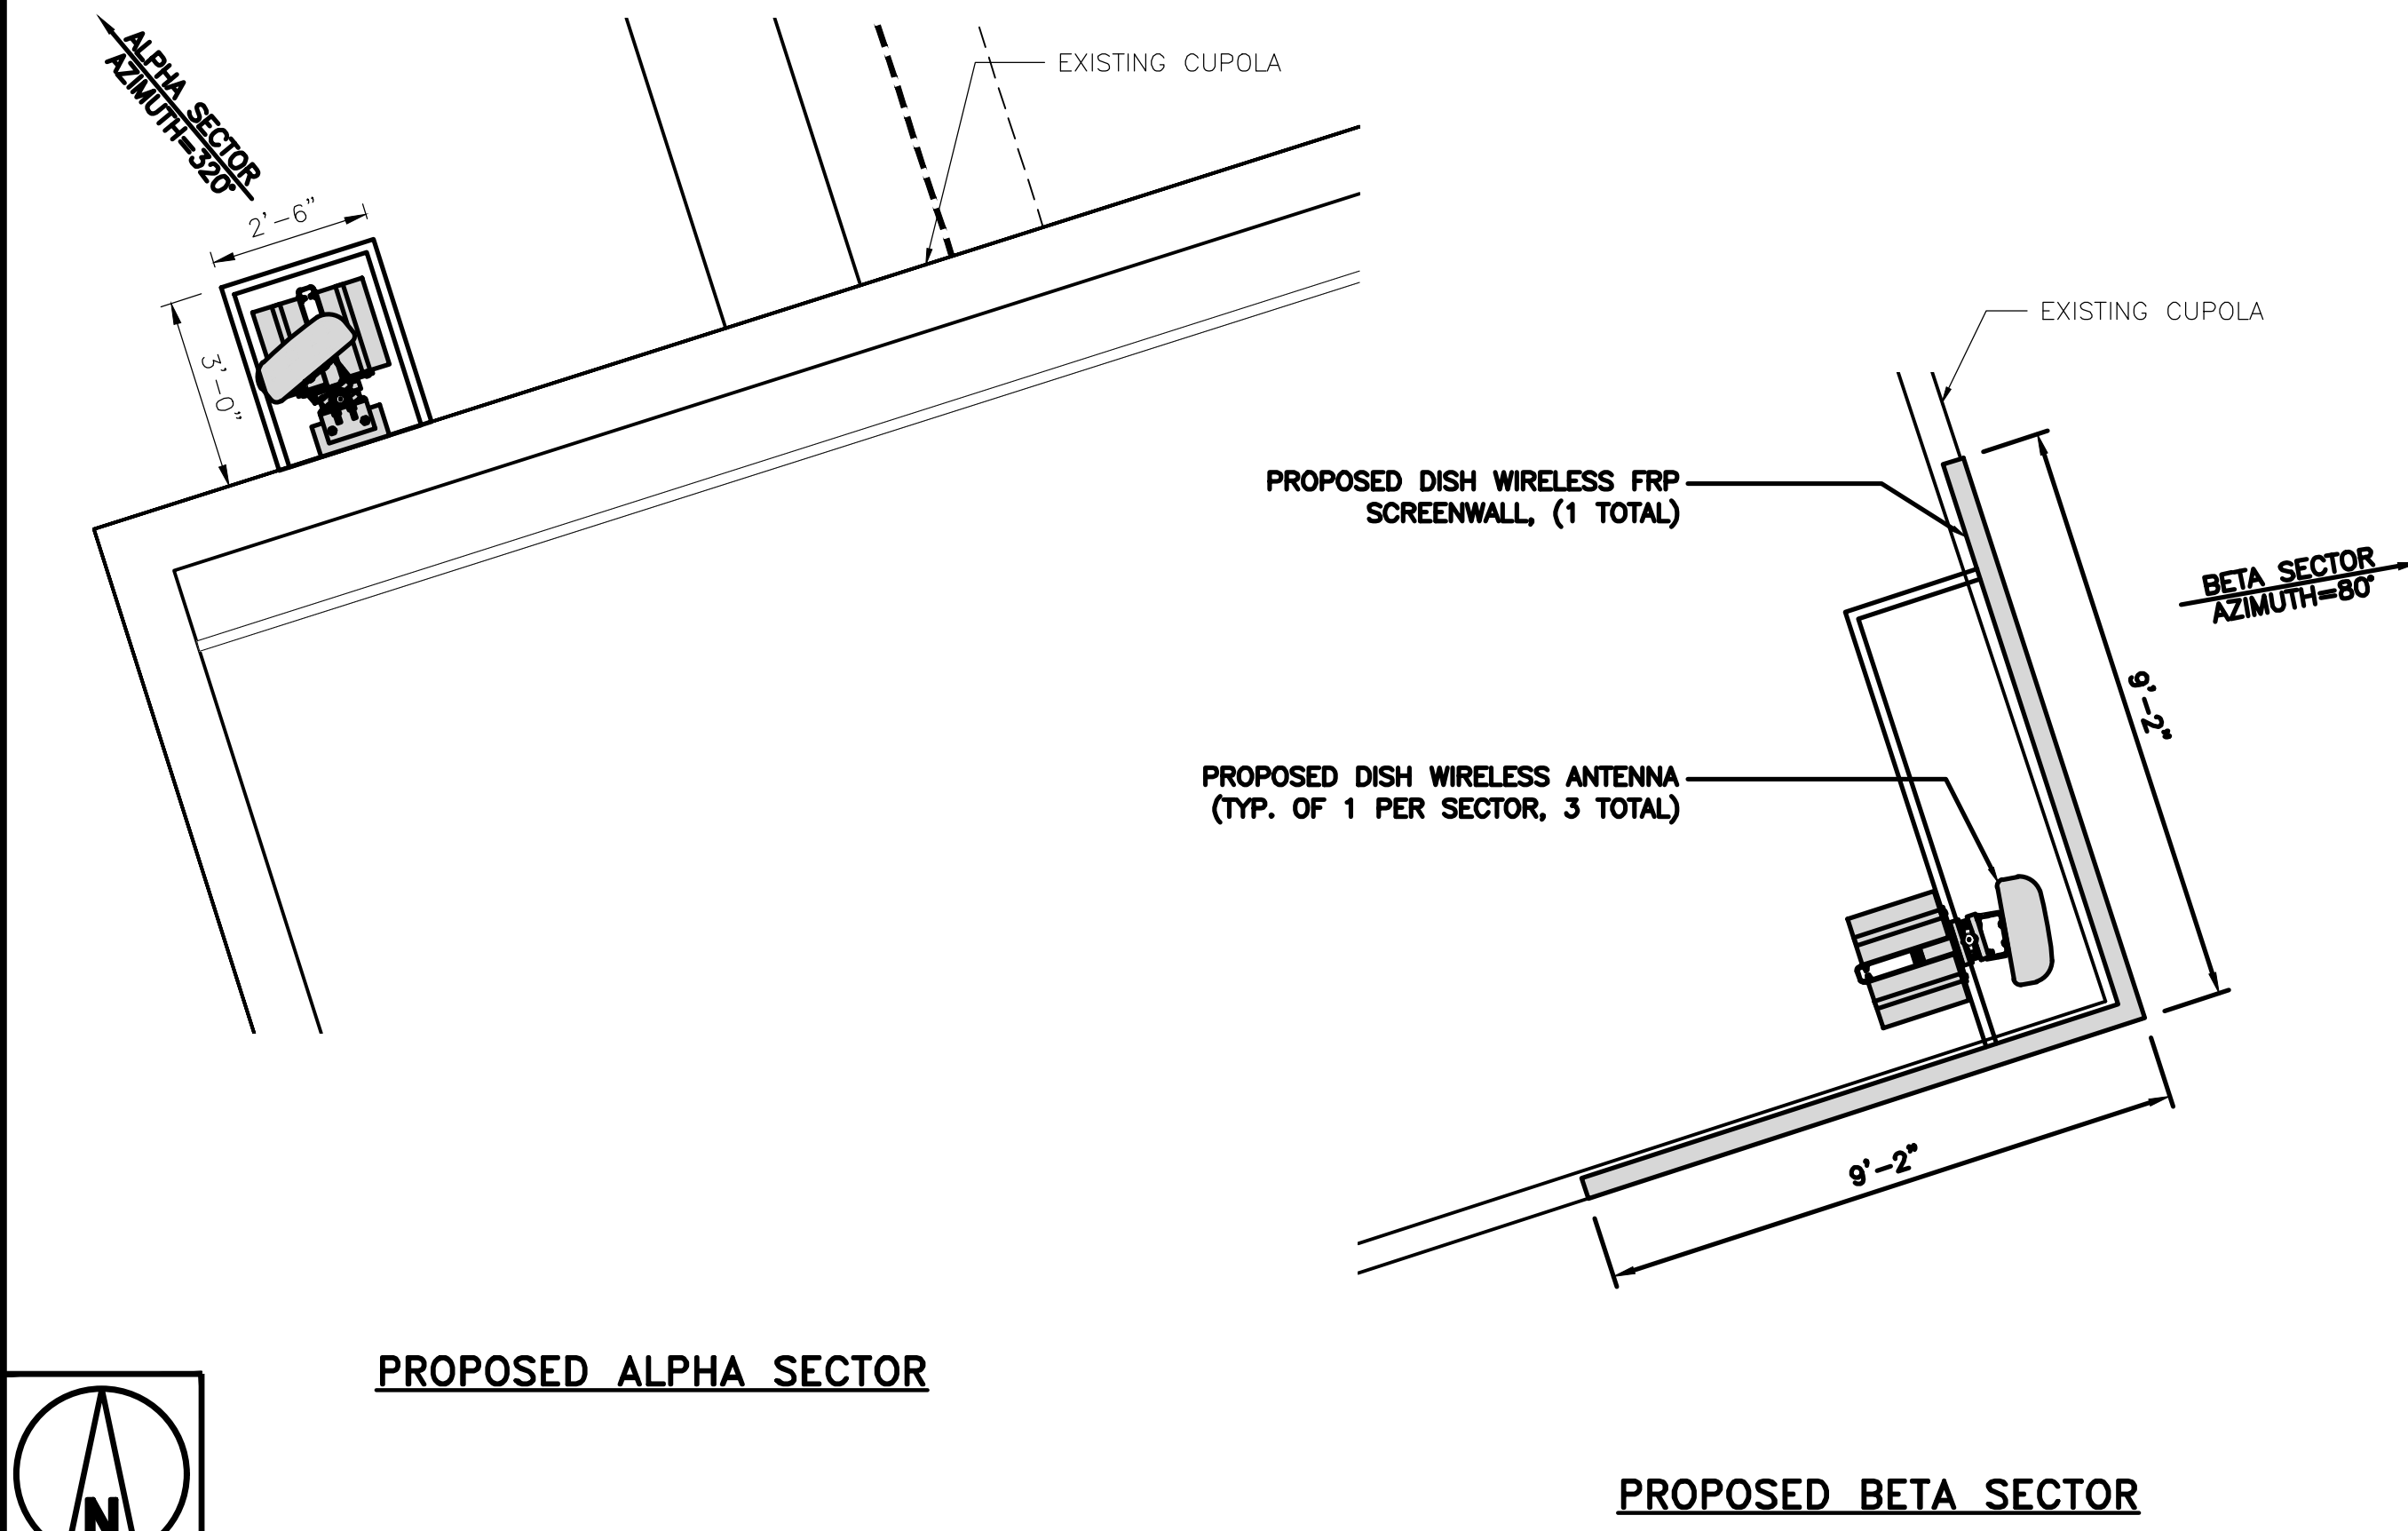 ALPHA SECTOR
AZIMUTH=320°
2'-6"
3'-0"
EXISTING CUPOLA
EXISTING CUPOLA
PROPOSED DISH WIRELESS FRP
SCREENWALL, (1 TOTAL)
BETA SECTOR
AZIMUTH=80°
9'-2"
PROPOSED DISH WIRELESS ANTENNA
(TYP. OF 1 PER SECTOR, 3 TOTAL)
9'-2"
PROPOSED ALPHA SECTOR
N
PROPOSED BETA SECTOR